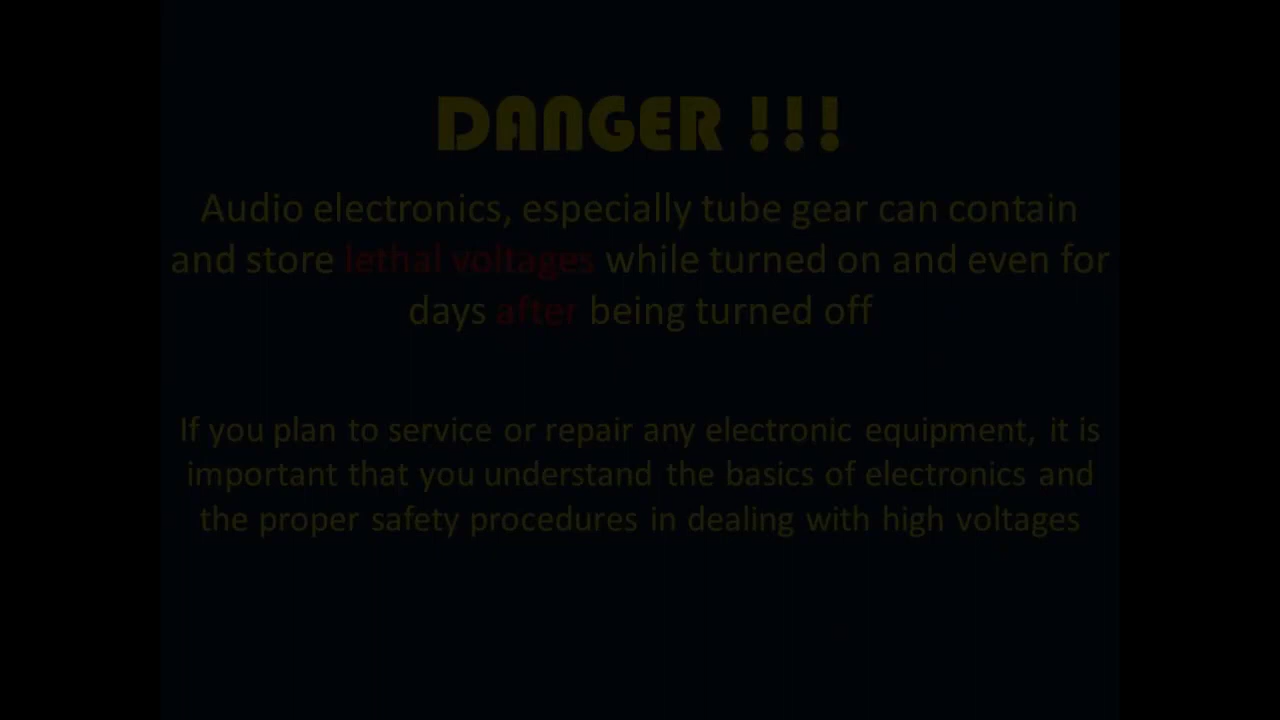 DANGER !!!
Audio electronics, especially tube gear can contain
and store lethal voltages while turned on and even for
days after being turned off
If you plan to service or repair any electronic equipment, it is
important that you understand the basics of electronics and
the proper safety procedures in dealing with high voltages